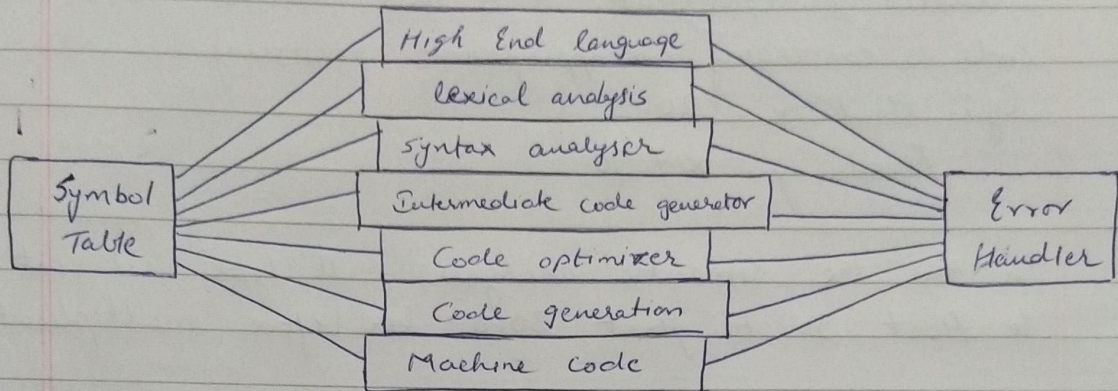 High End language
lexical analysis
Syntax analyser
Symbol
Table
Intermediate code generator
Error
Handler
Code optimizer
Code generation
Machine code